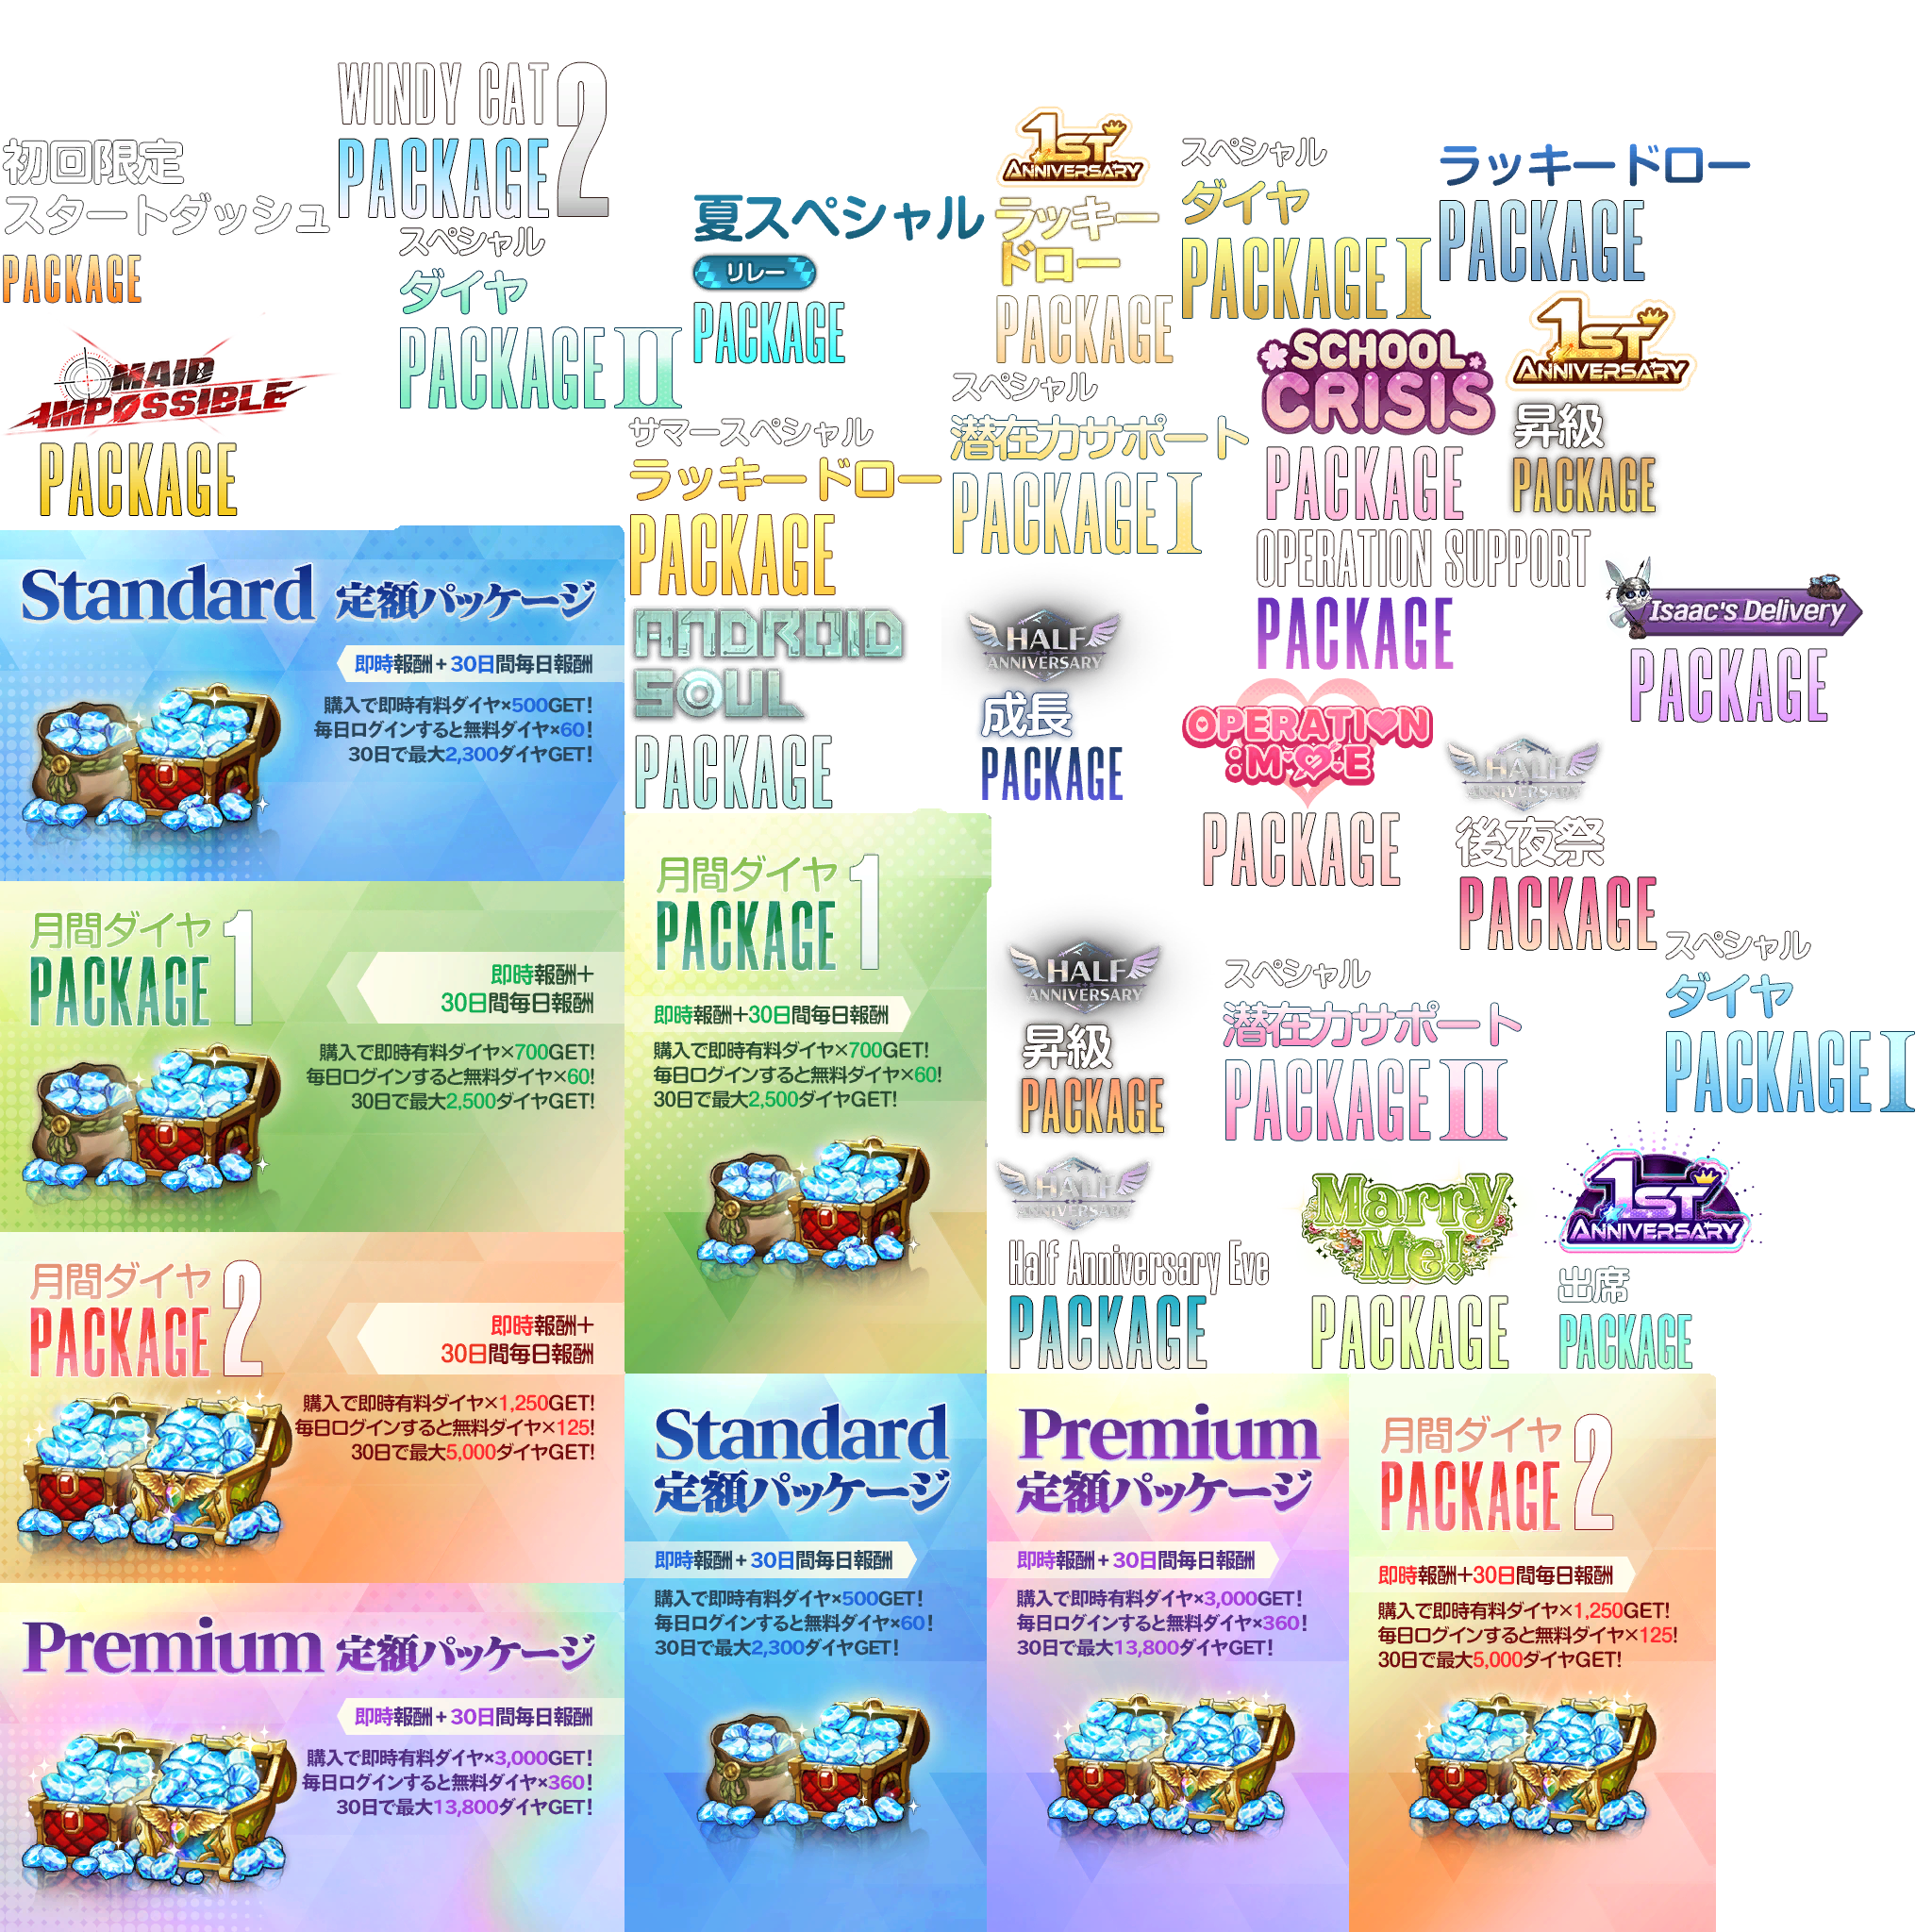 初回限定
スタートダッシュ
PACKAGE
WINDY CAT
PACKAGE 2
スペシャル
ダイヤ
PACKAGE II
夏スペシャル
リレー
PACKAGE
1ST
ANNIVERSARY
ラッキー
ドロー
PACKAGE
スペシャル
ダイヤ
PACKAGE I
ラッキードロー
PACKAGE
MAID
IMPOSSIBLE
PACKAGE
サマースペシャル
ラッキードロー
PACKAGE
スペシャル
潜在力サポート
PACKAGE I
SCHOOL
CRISIS
PACKAGE
1ST
ANNIVERSARY
昇級
PACKAGE
OPERATION SUPPORT
PACKAGE
Isaac's Delivery
PACKAGE
ANDROID
SOUL
PACKAGE
HALF
ANNIVERSARY
成長
PACKAGE
OPERATION
:M♥E
PACKAGE
HALF
ANNIVERSARY
後夜祭
PACKAGE
HALF
ANNIVERSARY
昇級
PACKAGE
スペシャル
潜在力サポート
PACKAGE II
スペシャル
ダイヤ
PACKAGE I
HALF
ANNIVERSARY
Half Anniversary Eve
PACKAGE
Marry
Me!
PACKAGE
1ST
ANNIVERSARY
出席
PACKAGE
Standard 定額パッケージ
即時報酬+30日間毎日報酬
購入で即時有料ダイヤ×500GET!
毎日ログインすると無料ダイヤ×60!
30日で最大2,300ダイヤGET!
月間ダイヤ
PACKAGE 1
即時報酬+
30日間毎日報酬
購入で即時有料ダイヤ×700GET!
毎日ログインすると無料ダイヤ×60!
30日で最大2,500ダイヤGET!
月間ダイヤ
PACKAGE 2
即時報酬+
30日間毎日報酬
購入で即時有料ダイヤ×1,250GET!
毎日ログインすると無料ダイヤ×125!
30日で最大5,000ダイヤGET!
Premium 定額パッケージ
即時報酬+30日間毎日報酬
購入で即時有料ダイヤ×3,000GET!
毎日ログインすると無料ダイヤ×360!
30日で最大13,800ダイヤGET!
月間ダイヤ
PACKAGE 1
即時報酬+30日間毎日報酬
購入で即時有料ダイヤ×700GET!
毎日ログインすると無料ダイヤ×60!
30日で最大2,500ダイヤGET!
Standard
定額パッケージ
即時報酬+30日間毎日報酬
購入で即時有料ダイヤ×500GET!
毎日ログインすると無料ダイヤ×60!
30日で最大2,300ダイヤGET!
Premium
定額パッケージ
即時報酬+30日間毎日報酬
購入で即時有料ダイヤ×3,000GET!
毎日ログインすると無料ダイヤ×360!
30日で最大13,800ダイヤGET!
月間ダイヤ
PACKAGE 2
即時報酬+30日間毎日報酬
購入で即時有料ダイヤ×1,250GET!
毎日ログインすると無料ダイヤ×125!
30日で最大5,000ダイヤGET!